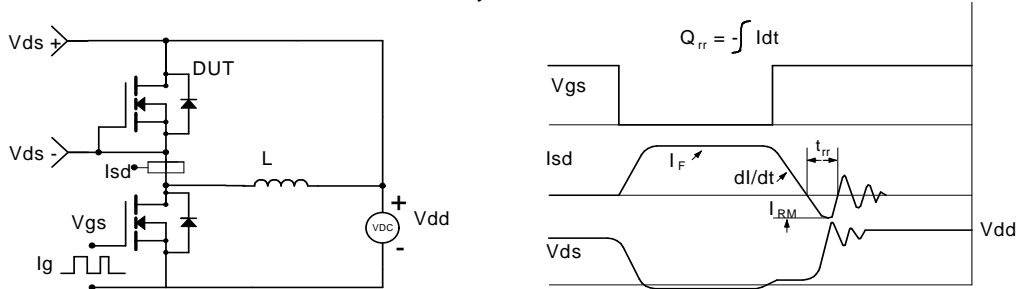 Vds +
DUT
Vds -
Isd
L
Vgs
+
VDC
Vdd
-
Ig
Qrr = -∫ Idt
Vgs
Isd
IF
dI/dt
trr
IRM
Vdd
Vds